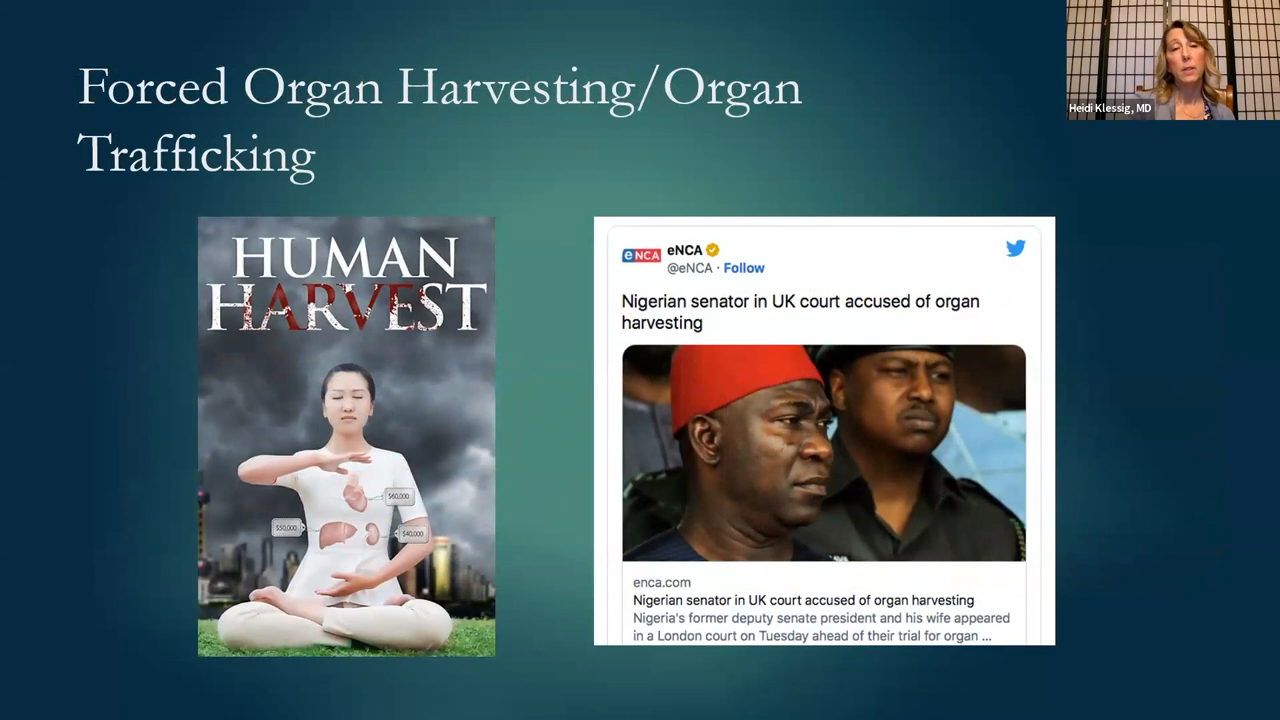 Forced Organ Harvesting/Organ
Trafficking
Heidi Klessig, MD
HUMAN
HARVEST
$60,000
$50,000
$40,000
eNCA
eNCA
@eNCA · Follow
Nigerian senator in UK court accused of organ
harvesting
enca.com
Nigerian senator in UK court accused of organ harvesting
Nigeria's former deputy senate president and his wife appeared
in a London court on Tuesday ahead of their trial for organ ...